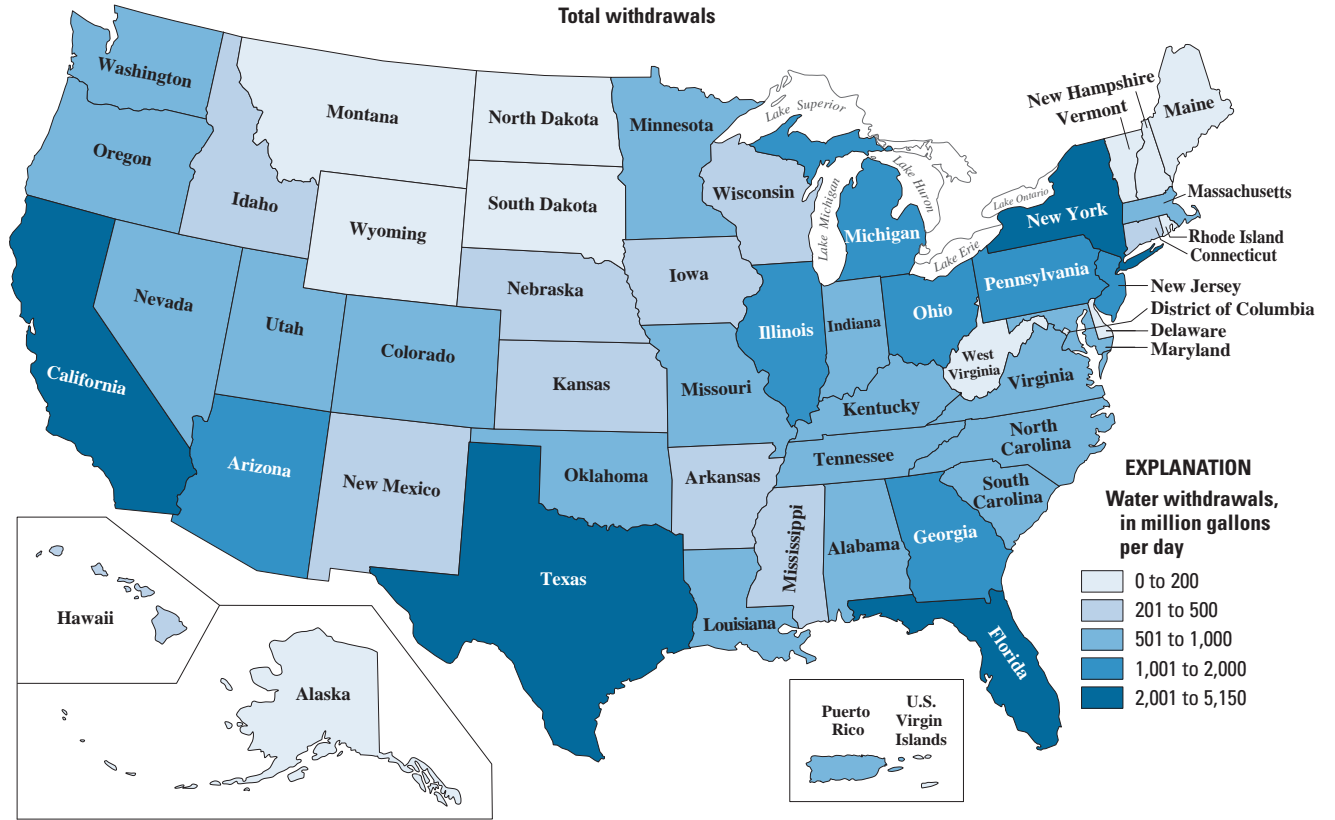 Total withdrawals
Washington
Oregon
California
Nevada
Idaho
Montana
Wyoming
Utah
Colorado
Arizona
New Mexico
North Dakota
South Dakota
Nebraska
Kansas
Oklahoma
Texas
Minnesota
Iowa
Missouri
Arkansas
Louisiana
Wisconsin
Illinois
Michigan
Indiana
Ohio
Kentucky
Tennessee
Mississippi
Alabama
Georgia
Florida
South
Carolina
North
Carolina
Virginia
West
Virginia
Pennsylvania
New York
Lake Superior
Lake Michigan
Lake Huron
Lake Erie
Lake Ontario
New Hampshire
Vermont
Maine
Massachusetts
Rhode Island
Connecticut
New Jersey
District of Columbia
Delaware
Maryland
Hawaii
Alaska
Puerto
Rico
U.S.
Virgin
Islands
EXPLANATION
Water withdrawals,
in million gallons
per day
0 to 200
201 to 500
501 to 1,000
1,001 to 2,000
2,001 to 5,150